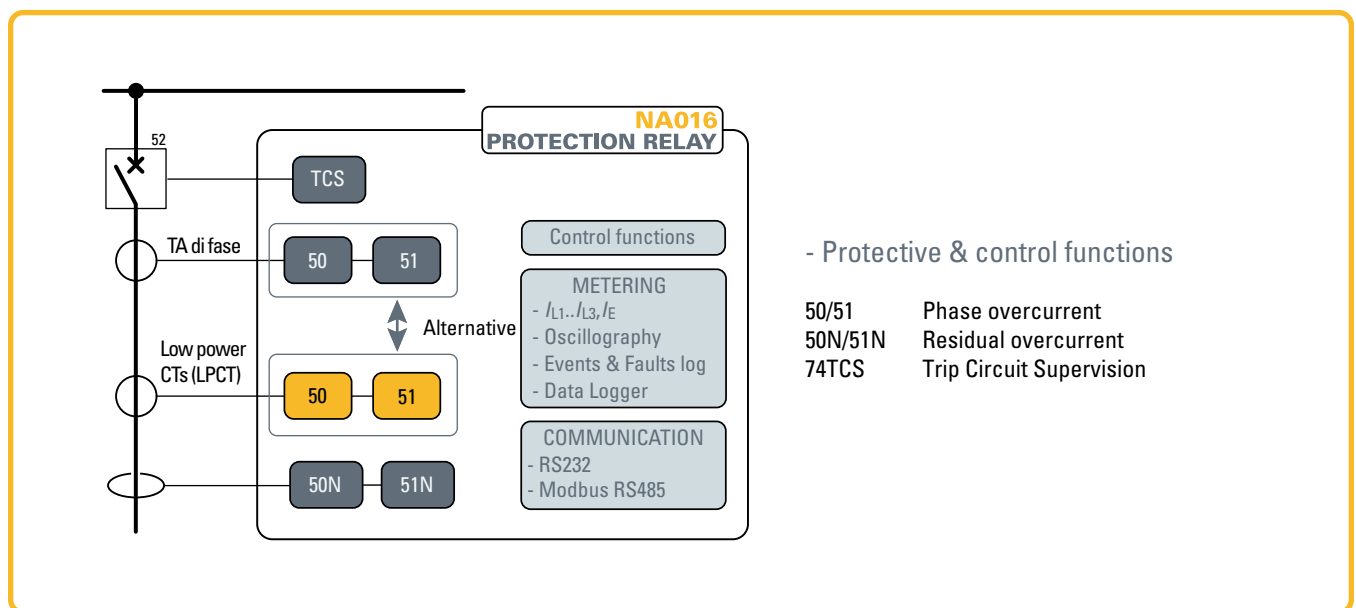 NA016
PROTECTION RELAY
52
TCS
TA di fase
50
51
Alternative
Low power
CTs (LPCT)
50
51
50N
51N
Control functions
METERING
- IL1..IL3, IE
- Oscillography
- Events & Faults log
- Data Logger
COMMUNICATION
- RS232
- Modbus RS485
- Protective & control functions
50/51 Phase overcurrent
50N/51N Residual overcurrent
74TCS Trip Circuit Supervision